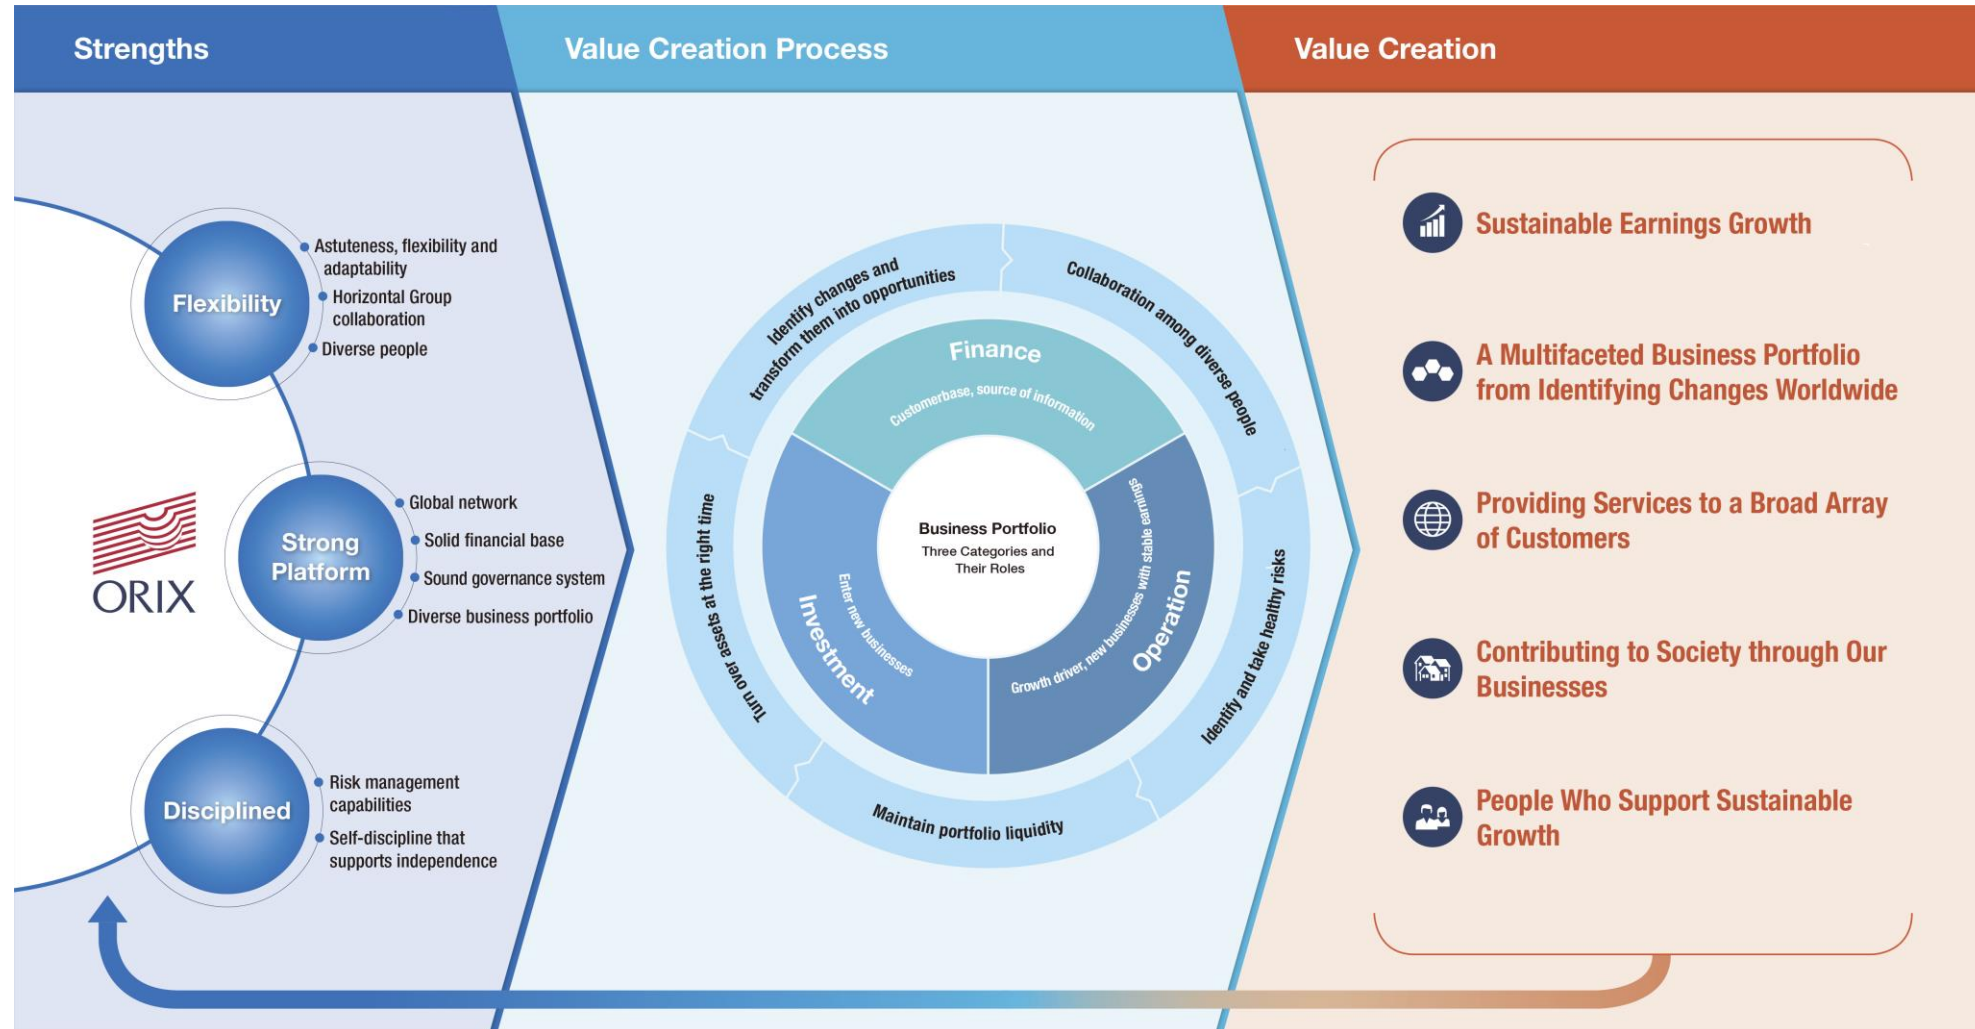 Strengths
Value Creation Process
Value Creation
Flexibility
Astuteness, flexibility and
adaptability
Horizontal Group
collaboration
Diverse people
ORIX
Strong
Platform
Global network
Solid financial base
Sound governance system
Diverse business portfolio
Disciplined
Risk management
capabilities
Self-discipline that
supports independence
Identify changes and
transform them into opportunities
Collaboration among diverse people
Identify and take healthy risks
Maintain portfolio liquidity
Turn over assets at the right time
Finance
Customerbase, source of information
Operation
Growth driver, new businesses with stable earnings
Investment
Enter new businesses
Business Portfolio
Three Categories and
Their Roles
Sustainable Earnings Growth
A Multifaceted Business Portfolio
from Identifying Changes Worldwide
Providing Services to a Broad Array
of Customers
Contributing to Society through Our
Businesses
People Who Support Sustainable
Growth